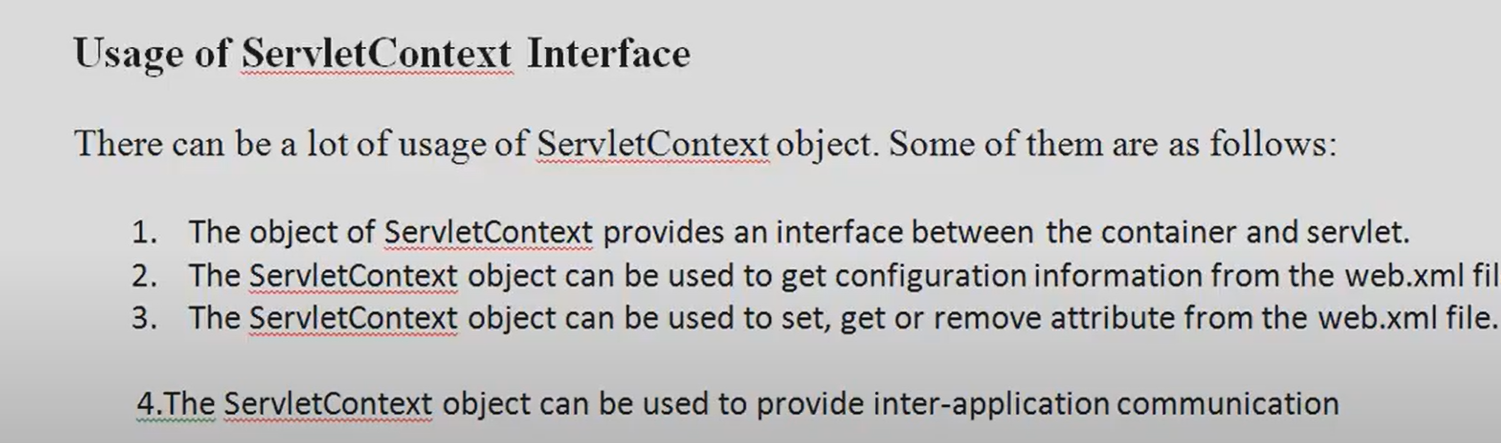 Usage of ServletContext Interface
There can be a lot of usage of ServletContext object. Some of them are as follows:
1. The object of ServletContext provides an interface between the container and servlet.
2. The ServletContext object can be used to get configuration information from the web.xml fil
3. The ServletContext object can be used to set, get or remove attribute from the web.xml file.
4.The ServletContext object can be used to provide inter-application communication